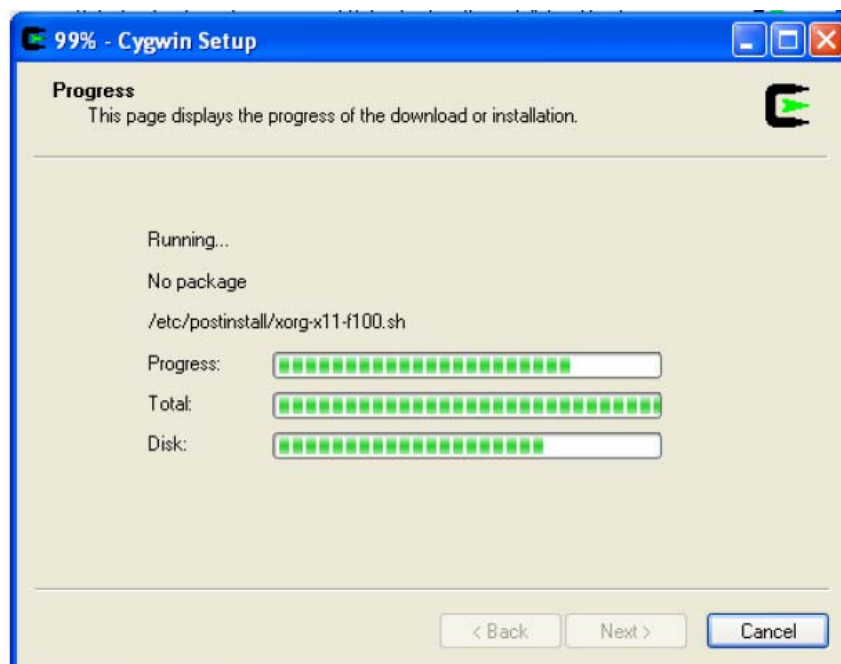 99% - Cygwin Setup
Progress
This page displays the progress of the download or installation.
Running...
No package
/etc/postinstall/xorg-x11-f100.sh
Progress:
Total:
Disk:
< Back
Next >
Cancel